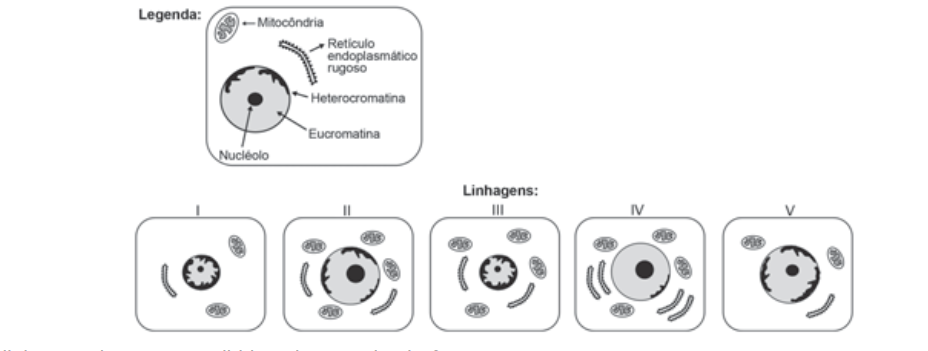 Legenda:
Mitocôndria
Retículo
endoplasmático
rugoso
Heterocromatina
Eucromatina
Nucléolo
Linhagens:
I II III IV V